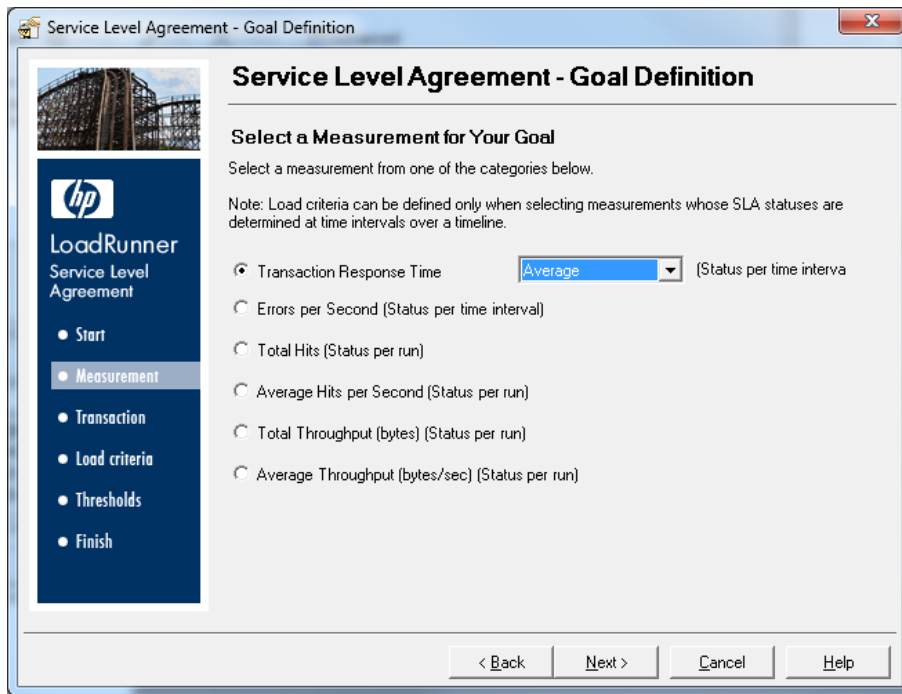 Service Level Agreement - Goal Definition
Service Level Agreement - Goal Definition
Select a Measurement for Your Goal
Select a measurement from one of the categories below.
Note: Load criteria can be defined only when selecting measurements whose SLA statuses are
determined at time intervals over a timeline.
hp
LoadRunner
Service Level
Agreement
Start
Measurement
Transaction
Load criteria
Thresholds
Finish
Transaction Response Time Average (Status per time interva
Errors per Second (Status per time interval)
Total Hits (Status per run)
Average Hits per Second (Status per run)
Total Throughput (bytes) (Status per run)
Average Throughput (bytes/sec) (Status per run)
< Back Next > Cancel Help